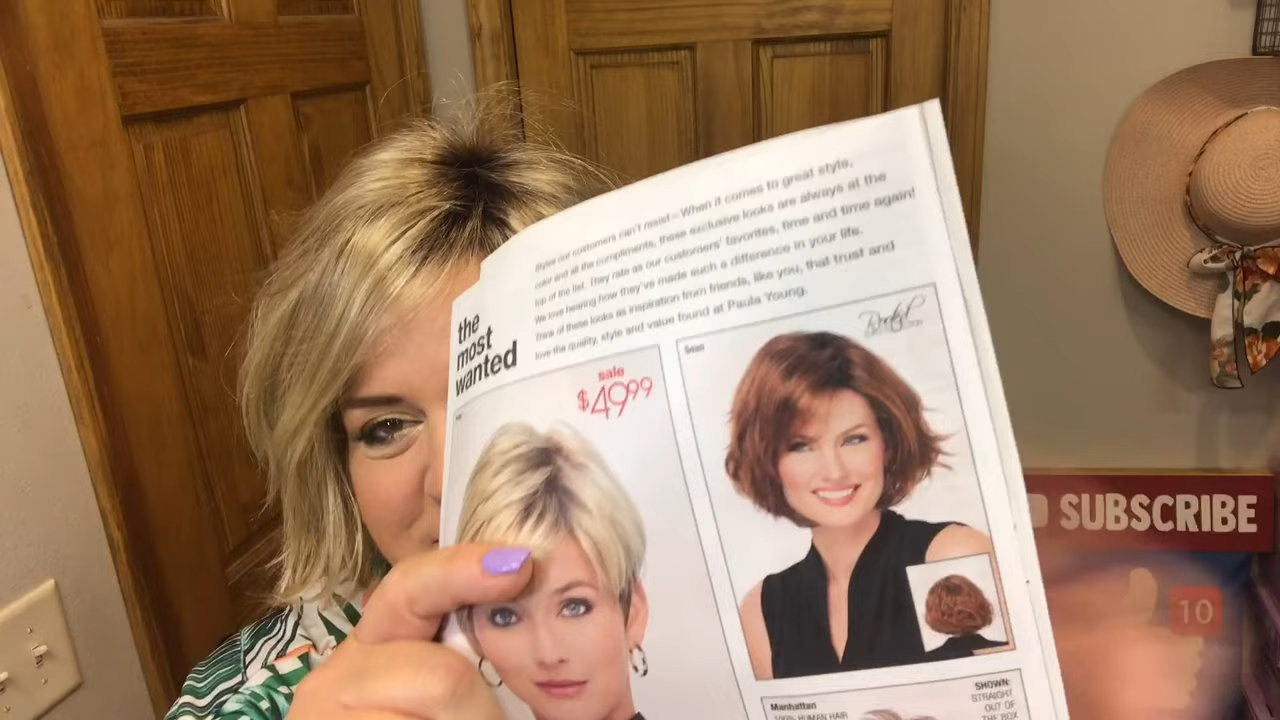 Styles our customers can't resist—When it comes to great style,
color and all the compliments, these exclusive looks are always at the
top of the list. They rate as our customers' favorites, time and time again!
We love hearing how they've made such a difference in your life.
Think of these looks as inspiration from friends, like you, that trust and
love the quality, style and value found at Paula Young.
the
most
wanted
sale
$49.99
Sean
Rooted
Manhattan
100% HUMAN HAIR
SHOWN:
STRAIGHT
OUT OF
THE BOX
SUBSCRIBE
10